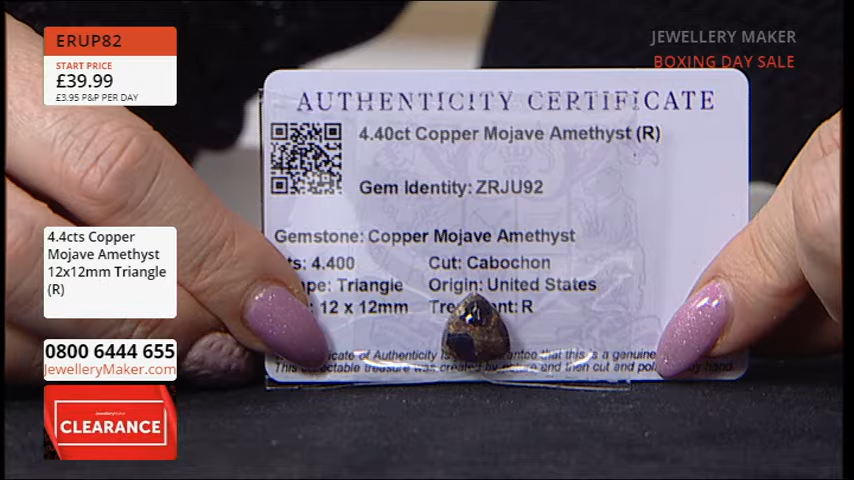 ERUP82
START PRICE
£39.99
£3.95 P&P PER DAY
JEWELLERY MAKER
BOXING DAY SALE
AUTHENTICITY CERTIFICATE
4.40ct Copper Mojave Amethyst (R)
Gem Identity: ZRJU92
Gemstone: Copper Mojave Amethyst
4.400 Cut: Cabochon
Triangle Origin: United States
12 x 12mm R
of Authenticity is that this is a genuine
This treasure was created by nature and then cut and hand.
4.4cts Copper
Mojave Amethyst
12x12mm Triangle
(R)
0800 6444 655
JewelleryMaker.com
JewelleryMaker
CLEARANCE